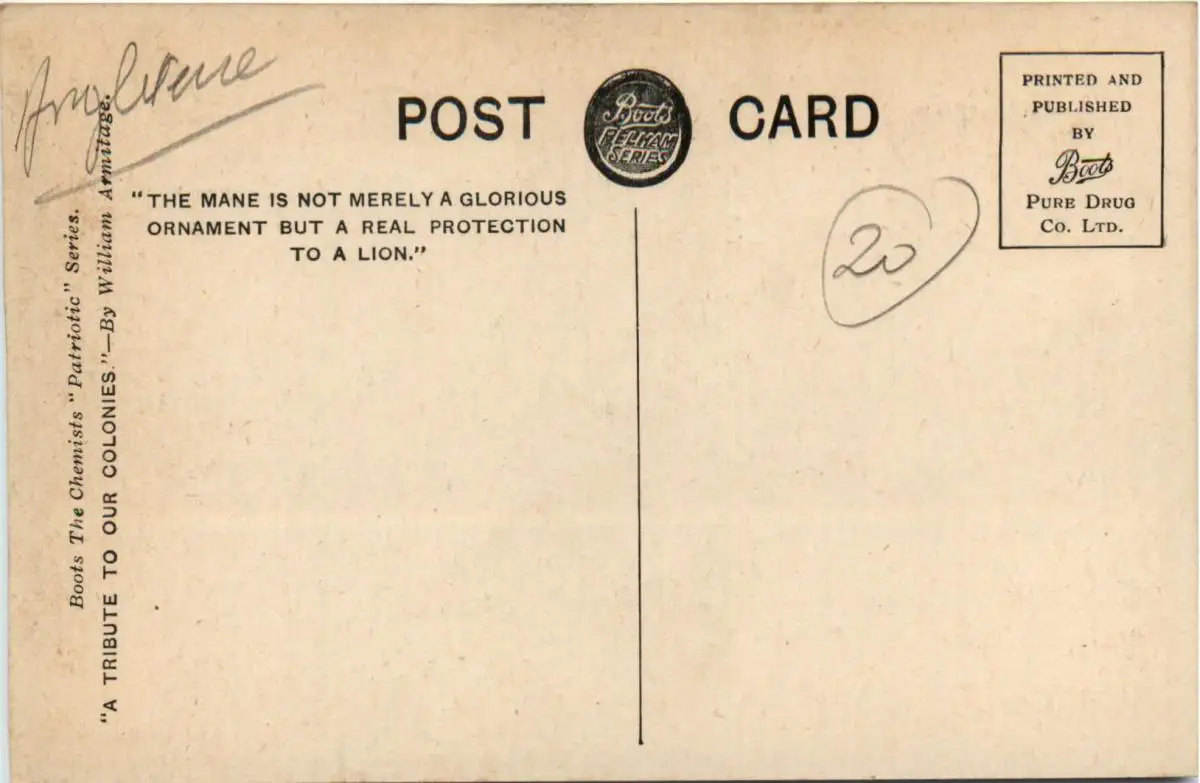 Angleterre
POST CARD
Boots
PELHAM
SERIES
PRINTED AND
PUBLISHED
BY
Boots
PURE DRUG
CO. LTD.
"THE MANE IS NOT MERELY A GLORIOUS
ORNAMENT BUT A REAL PROTECTION
TO A LION."
20
Boots The Chemists "Patriotic" Series.
"A TRIBUTE TO OUR COLONIES."—By William Armitage.